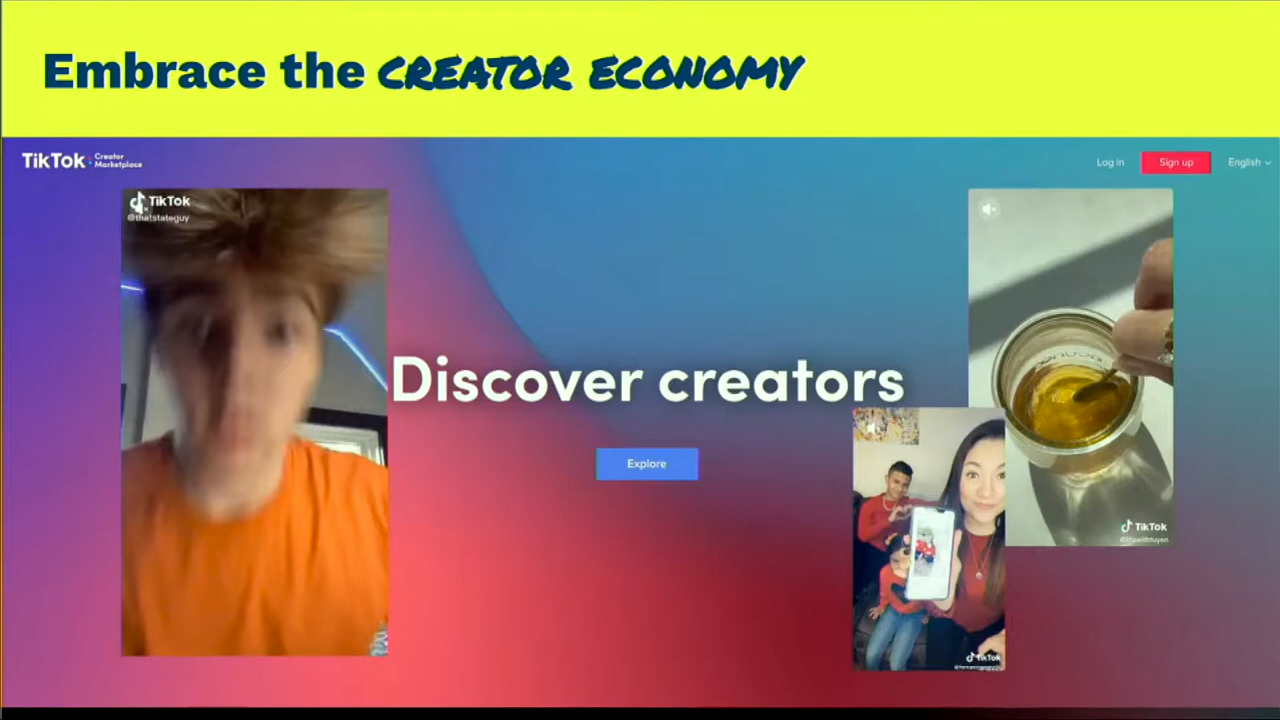 Embrace the CREATOR ECONOMY
TikTok Creator Marketplace
Log in
Sign up
English
TikTok
@thatstateguy
Discover creators
Explore
TikTok
TikTok